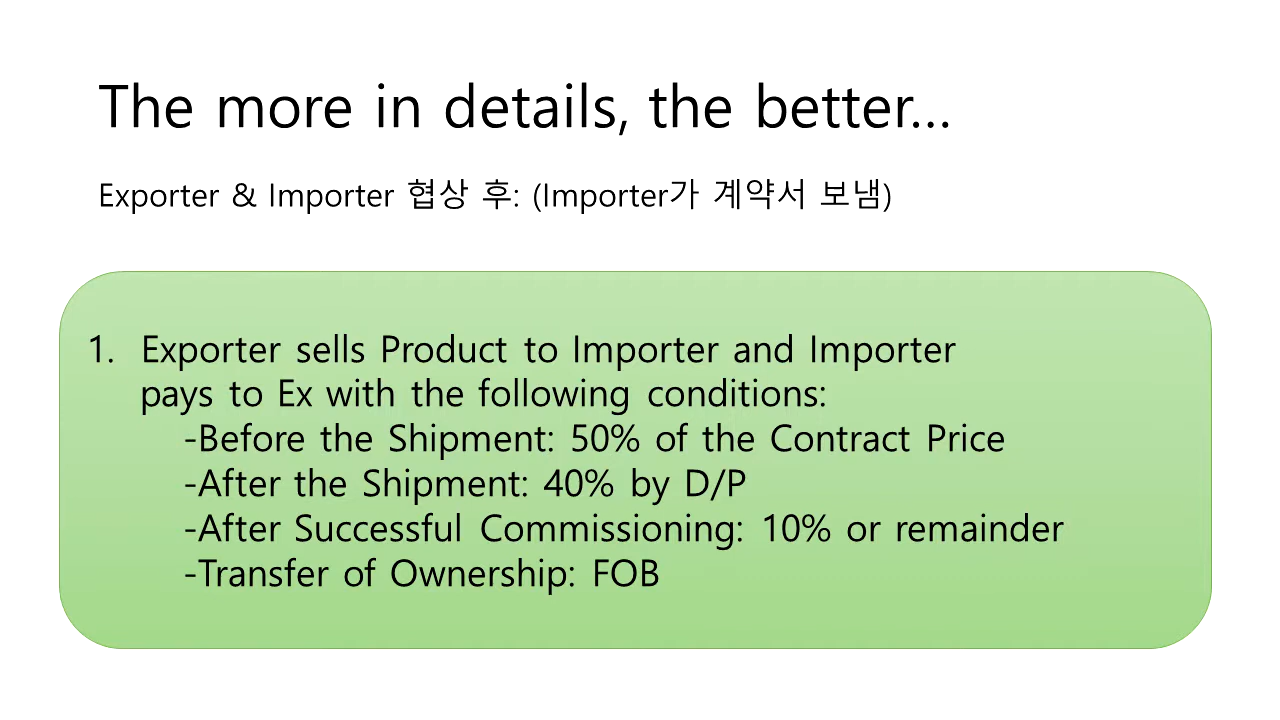 The more in details, the better...
Exporter & Importer 협상 후: (Importer가 계약서 보냄)
1. Exporter sells Product to Importer and Importer
pays to Ex with the following conditions:
-Before the Shipment: 50% of the Contract Price
-After the Shipment: 40% by D/P
-After Successful Commissioning: 10% or remainder
-Transfer of Ownership: FOB